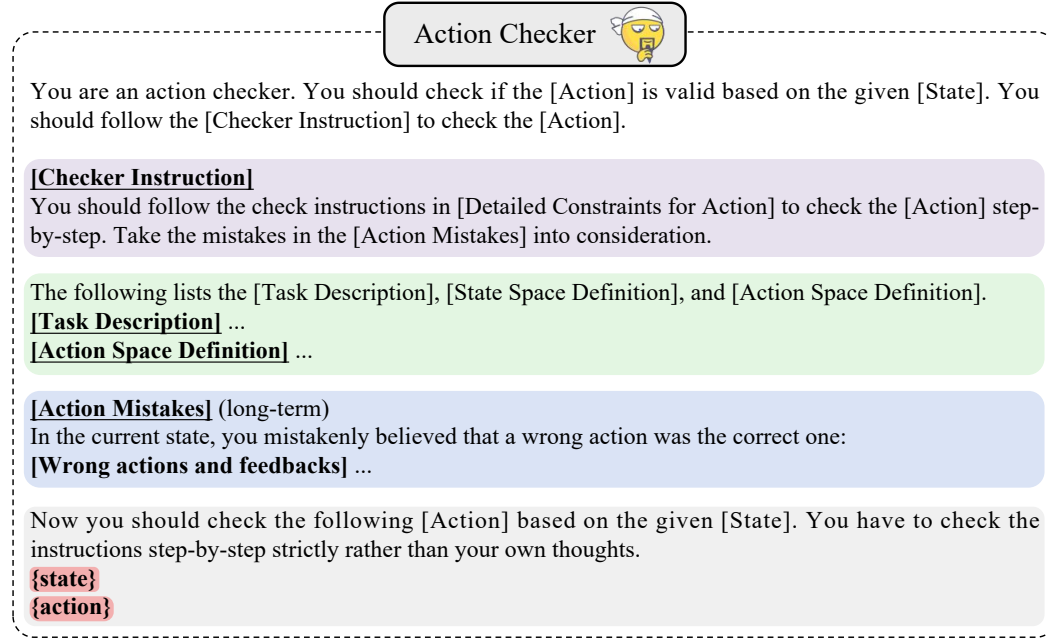 Action Checker
You are an action checker. You should check if the [Action] is valid based on the given [State]. You
should follow the [Checker Instruction] to check the [Action].
[Checker Instruction]
You should follow the check instructions in [Detailed Constraints for Action] to check the [Action] step-
by-step. Take the mistakes in the [Action Mistakes] into consideration.
The following lists the [Task Description], [State Space Definition], and [Action Space Definition].
[Task Description] ...
[Action Space Definition] ...
[Action Mistakes] (long-term)
In the current state, you mistakenly believed that a wrong action was the correct one:
[Wrong actions and feedbacks] ...
Now you should check the following [Action] based on the given [State]. You have to check the
instructions step-by-step strictly rather than your own thoughts.
{state}
{action}